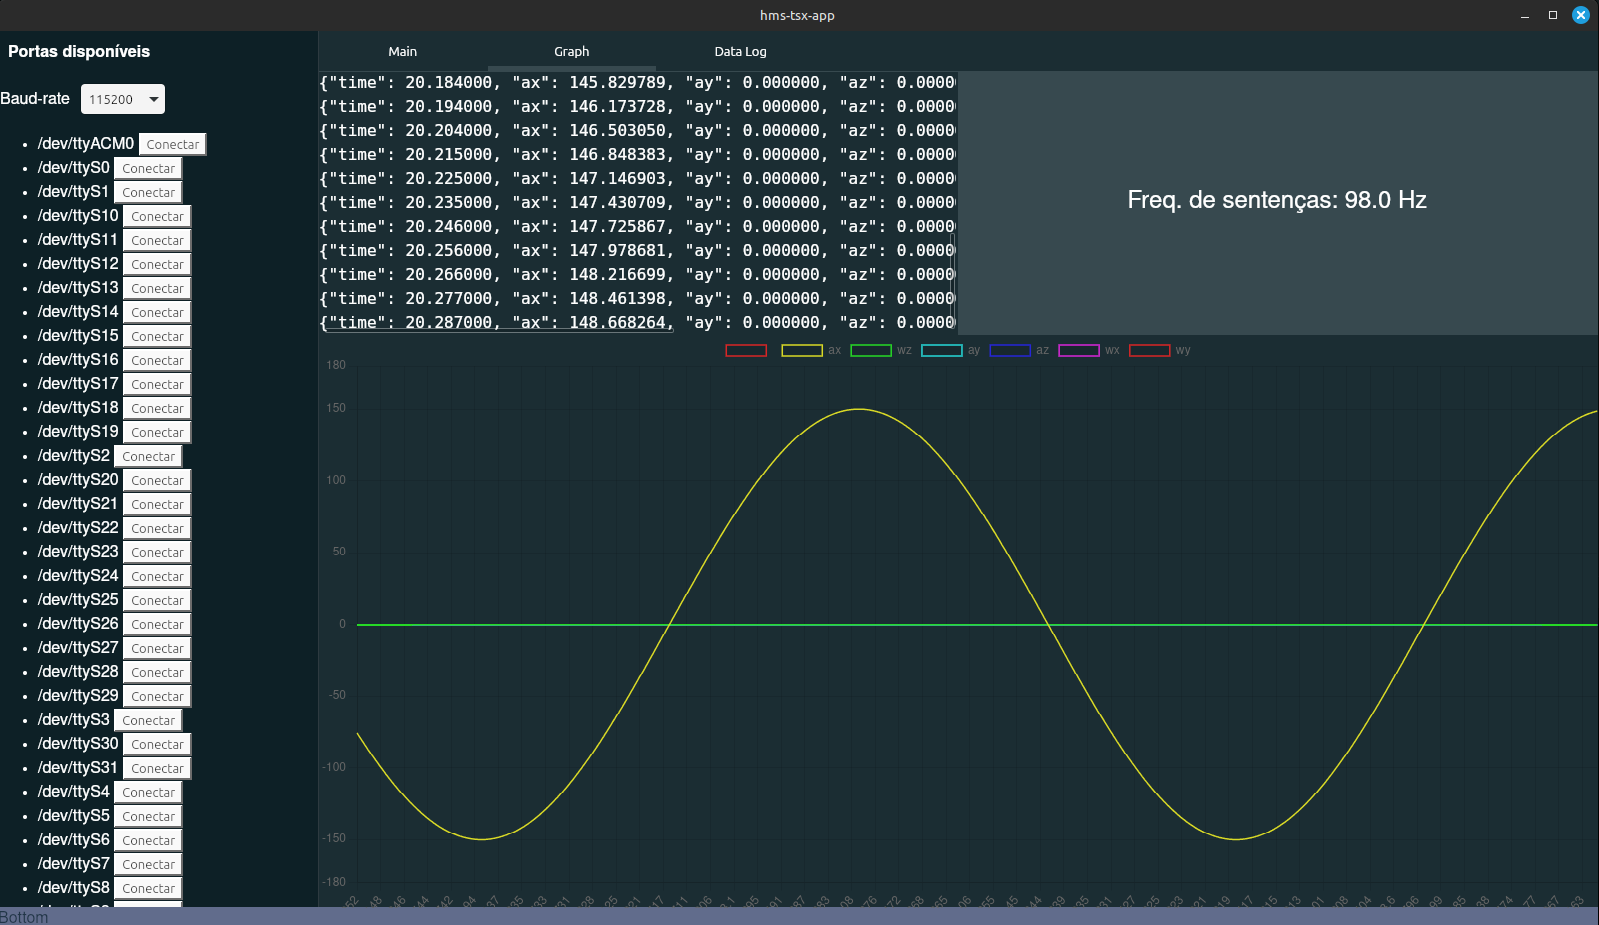 hms-tsx-app
Portas disponíveis
Baud-rate 115200
/dev/ttyACM0 Conectar
/dev/ttyS0 Conectar
/dev/ttyS1 Conectar
/dev/ttyS10 Conectar
/dev/ttyS11 Conectar
/dev/ttyS12 Conectar
/dev/ttyS13 Conectar
/dev/ttyS14 Conectar
/dev/ttyS15 Conectar
/dev/ttyS16 Conectar
/dev/ttyS17 Conectar
/dev/ttyS18 Conectar
/dev/ttyS19 Conectar
/dev/ttyS2 Conectar
/dev/ttyS20 Conectar
/dev/ttyS21 Conectar
/dev/ttyS22 Conectar
/dev/ttyS23 Conectar
/dev/ttyS24 Conectar
/dev/ttyS25 Conectar
/dev/ttyS26 Conectar
/dev/ttyS27 Conectar
/dev/ttyS28 Conectar
/dev/ttyS29 Conectar
/dev/ttyS3 Conectar
/dev/ttyS30 Conectar
/dev/ttyS31 Conectar
/dev/ttyS4 Conectar
/dev/ttyS5 Conectar
/dev/ttyS6 Conectar
/dev/ttyS7 Conectar
/dev/ttyS8 Conectar
Main Graph Data Log
{"time": 20.184000, "ax": 145.829789, "ay": 0.000000, "az": 0.0000
{"time": 20.194000, "ax": 146.173728, "ay": 0.000000, "az": 0.0000
{"time": 20.204000, "ax": 146.503050, "ay": 0.000000, "az": 0.0000
{"time": 20.215000, "ax": 146.848383, "ay": 0.000000, "az": 0.0000
{"time": 20.225000, "ax": 147.146903, "ay": 0.000000, "az": 0.0000
{"time": 20.235000, "ax": 147.430709, "ay": 0.000000, "az": 0.0000
{"time": 20.246000, "ax": 147.725867, "ay": 0.000000, "az": 0.0000
{"time": 20.256000, "ax": 147.978681, "ay": 0.000000, "az": 0.0000
{"time": 20.266000, "ax": 148.216699, "ay": 0.000000, "az": 0.0000
{"time": 20.277000, "ax": 148.461398, "ay": 0.000000, "az": 0.0000
{"time": 20.287000, "ax": 148.668264, "ay": 0.000000, "az": 0.0000
Freq. de sentenças: 98.0 Hz
ax wz ay az wx wy
180
150
100
50
0
-50
-100
-150
-180
Bottom